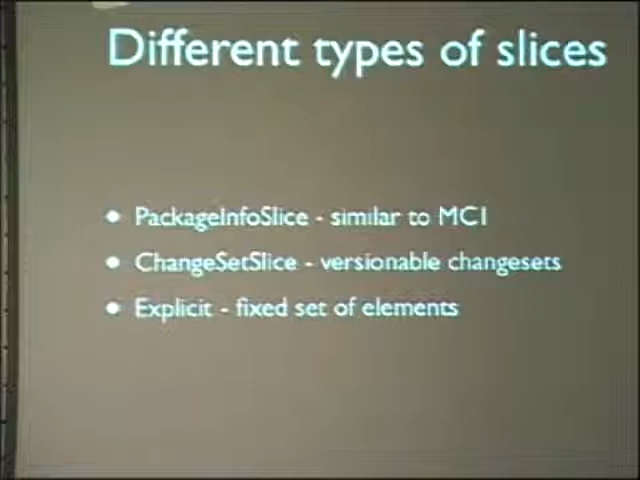 Different types of slices
• PackageInfoSlice - similar to MC1
• ChangeSetSlice - versionable changesets
• Explicit - fixed set of elements